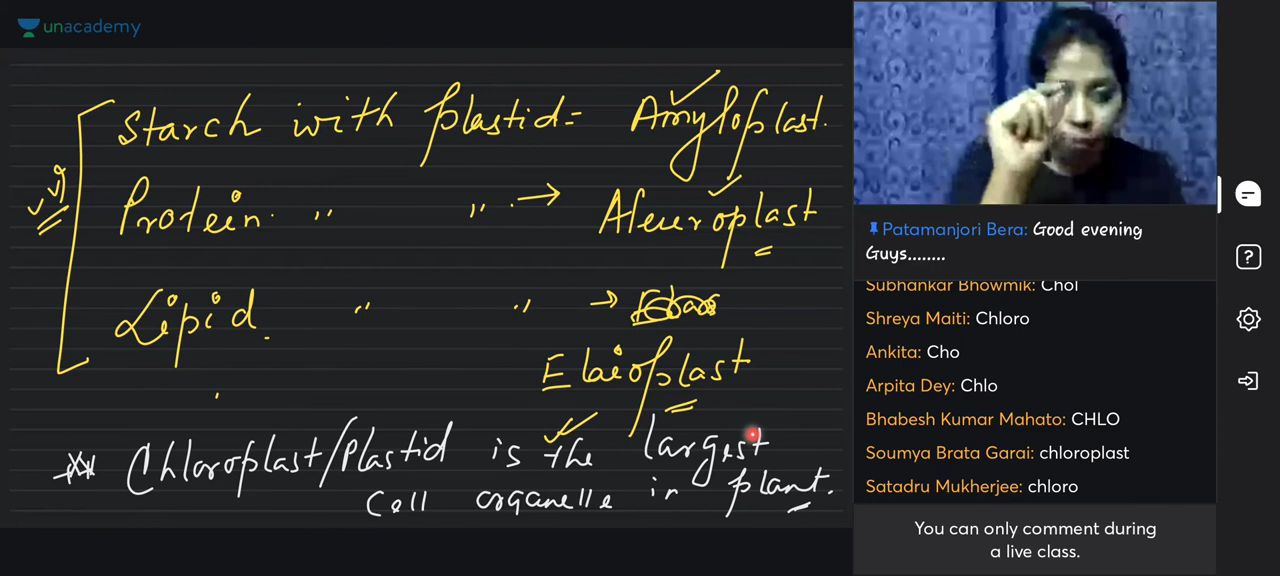 unacademy
Starch with plastid = Amyloplast.
Protein " " → Aleuroplast
Lipid. " " →
Elaioplast
Chloroplast/Plastid is the largest
cell organelle in plant.
Patamanjori Bera: Good evening
Guys........
Subhankar Bhowmik: Chol
Shreya Maiti: Chloro
Ankita: Cho
Arpita Dey: Chlo
Bhabesh Kumar Mahato: CHLO
Soumya Brata Garai: chloroplast
Satadru Mukherjee: chloro
You can only comment during
a live class.